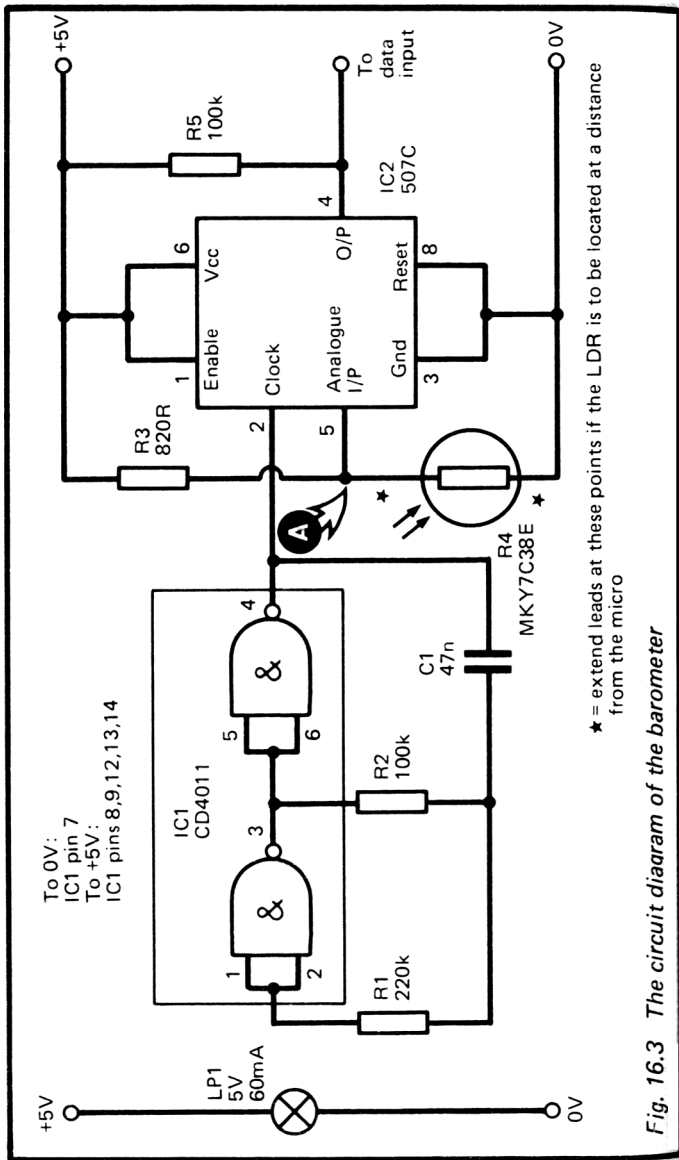 +5V
LP1
5V
60mA
0V
To 0V:
IC1 pin 7
To +5V:
IC1 pins 8,9,12,13,14
IC1
CD4011
1
2
&
3
5
6
&
4
R1
220k
R2
100k
C1
47n
A
R3
820R
R4
MKY7C38E
★
★
1
Enable
6
Vcc
2
Clock
5
Analogue
I/P
3
Gnd
8
Reset
4
O/P
IC2
507C
R5
100k
+5V
To
data
input
0V
★ = extend leads at these points if the LDR is to be located at a distance
from the micro
Fig. 16.3 The circuit diagram of the barometer